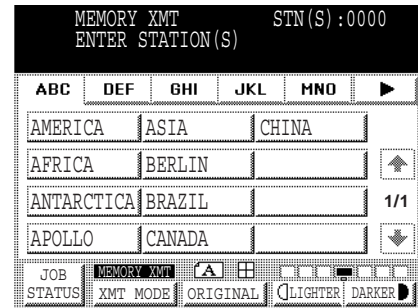 MEMORY XMT STN(S):0000
ENTER STATION(S)
ABC DEF GHI JKL MNO
AMERICA ASIA CHINA
AFRICA BERLIN
ANTARCTICA BRAZIL 1/1
APOLLO CANADA
JOB STATUS
MEMORY XMT
XMT MODE
A
ORIGINAL
LIGHTER DARKER